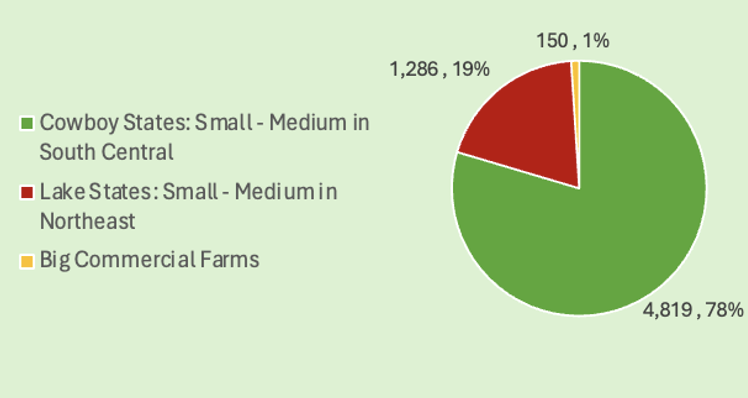 150 , 1%
1,286 , 19%
Cowboy States: Small - Medium in
South Central
Lake States: Small - Medium in
Northeast
Big Commercial Farms
4,819 , 78%